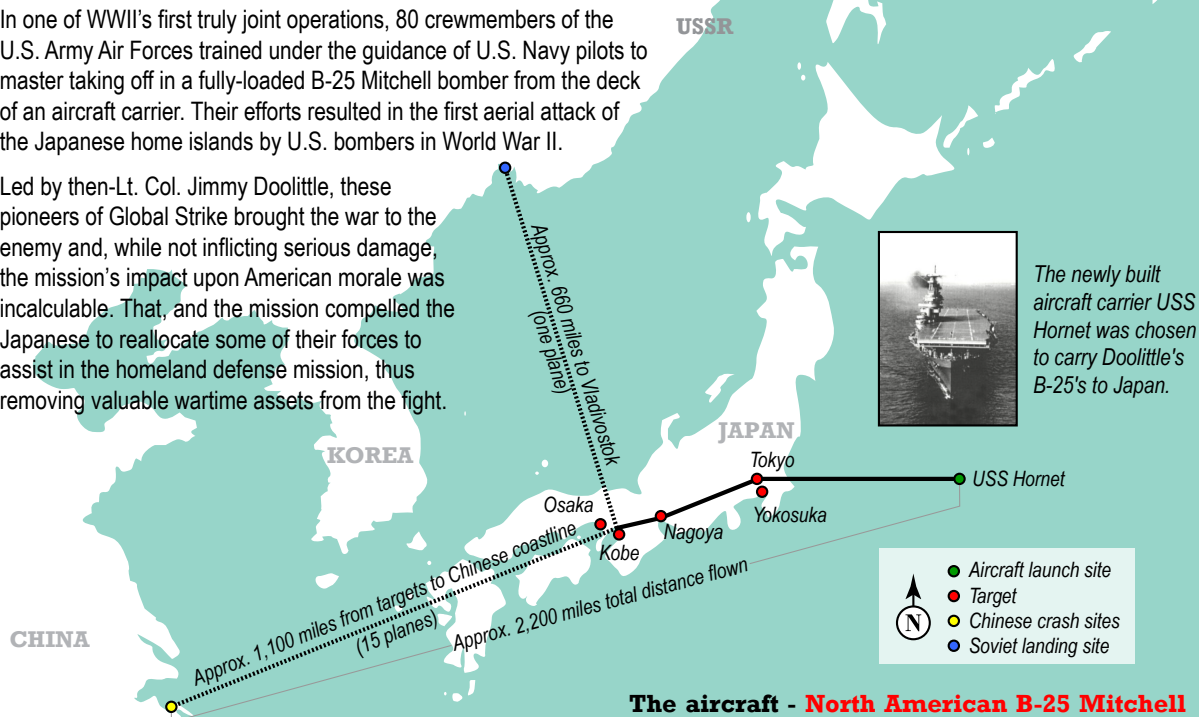 In one of WWII's first truly joint operations, 80 crewmembers of the
U.S. Army Air Forces trained under the guidance of U.S. Navy pilots to
master taking off in a fully-loaded B-25 Mitchell bomber from the deck
of an aircraft carrier. Their efforts resulted in the first aerial attack of
the Japanese home islands by U.S. bombers in World War II.
Led by then-Lt. Col. Jimmy Doolittle, these
pioneers of Global Strike brought the war to the
enemy and, while not inflicting serious damage,
the mission's impact upon American morale was
incalculable. That, and the mission compelled the
Japanese to reallocate some of their forces to
assist in the homeland defense mission, thus
removing valuable wartime assets from the fight.
USSR
Approx. 660 miles to Vladivostok
(one plane)
The newly built
aircraft carrier USS
Hornet was chosen
to carry Doolittle's
B-25's to Japan.
KOREA
JAPAN
Tokyo
USS Hornet
Yokosuka
Osaka
Nagoya
Kobe
Approx. 1,100 miles from targets to Chinese coastline
(15 planes)
Approx. 2,200 miles total distance flown
CHINA
N
Aircraft launch site
Target
Chinese crash sites
Soviet landing site
The aircraft - North American B-25 Mitchell